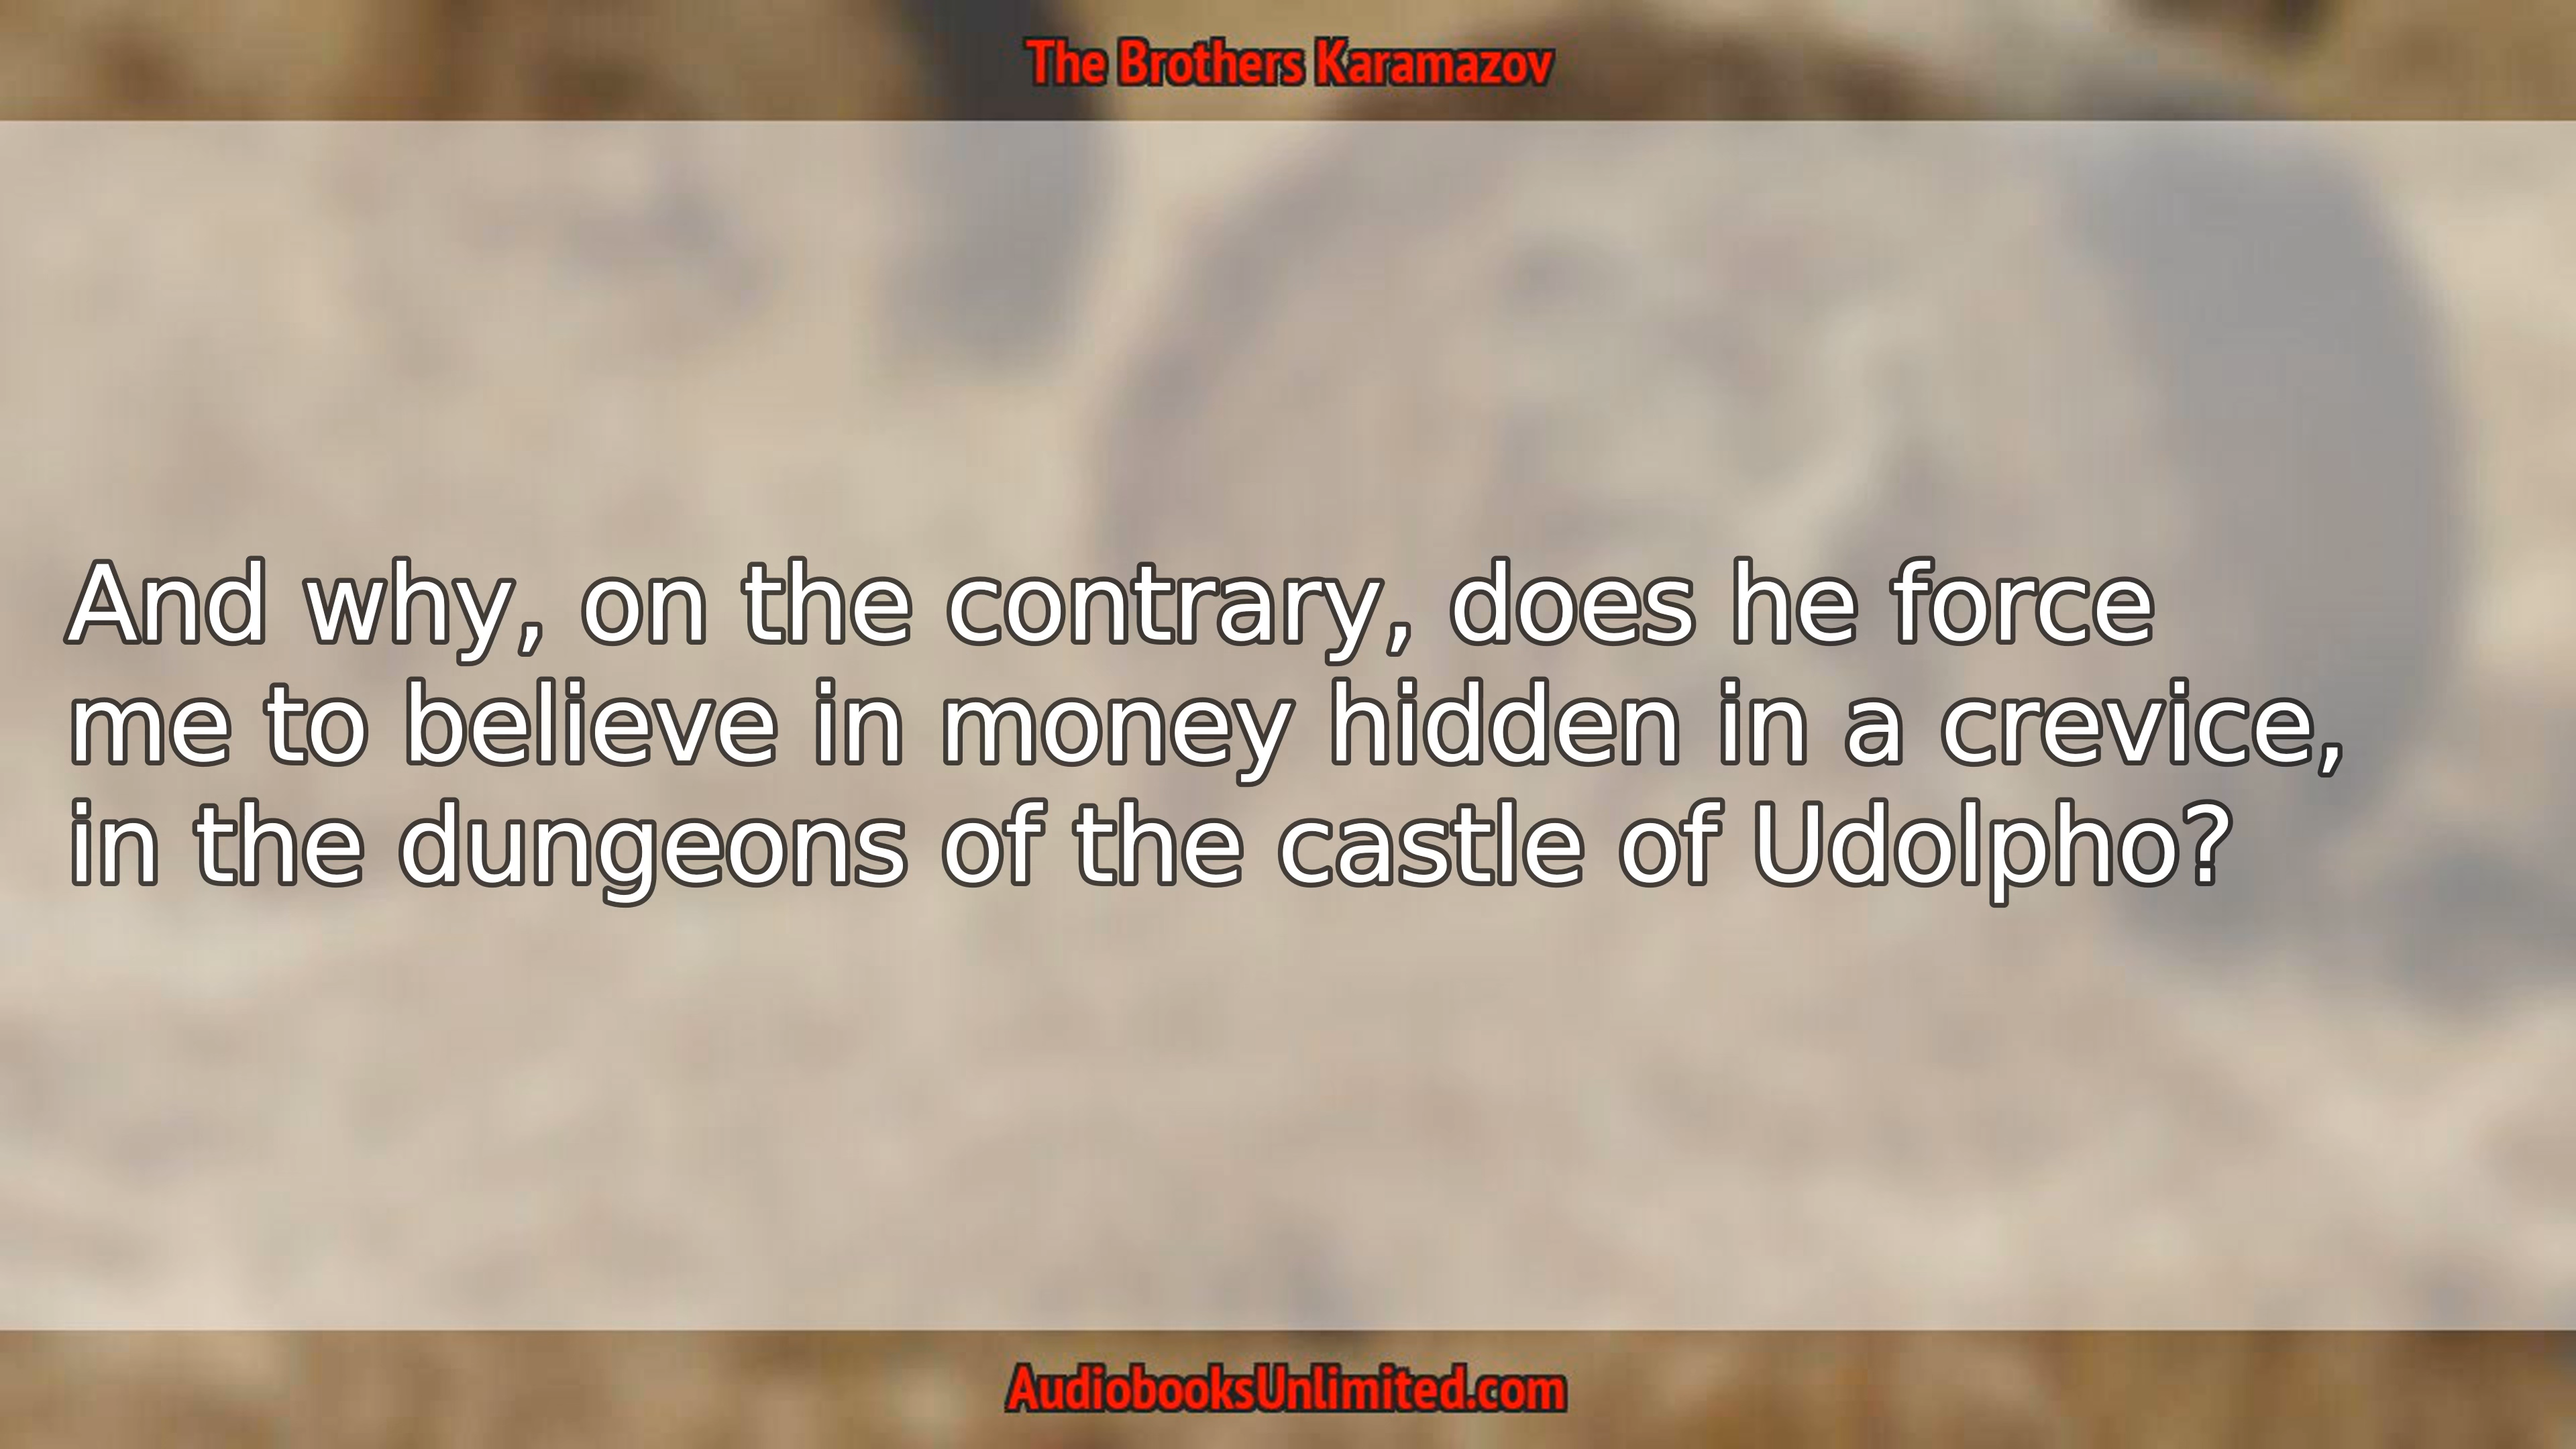 The Brothers Karamazov
And why, on the contrary, does he force
me to believe in money hidden in a crevice,
in the dungeons of the castle of Udolpho?
AudiobooksUnlimited.com